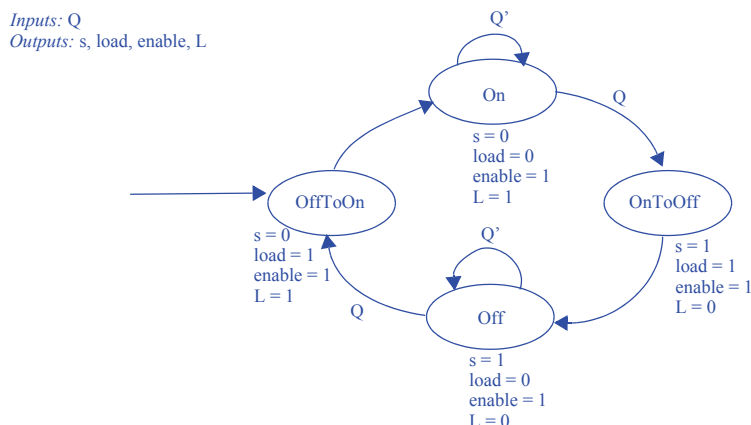 Inputs: Q
Outputs: s, load, enable, L
Q’
On
Q
s = 0
load = 0
enable = 1
L = 1
OffToOn
s = 0
load = 1
enable = 1
L = 1
OnToOff
s = 1
load = 1
enable = 1
L = 0
Q’
Off
Q
s = 1
load = 0
enable = 1
L = 0